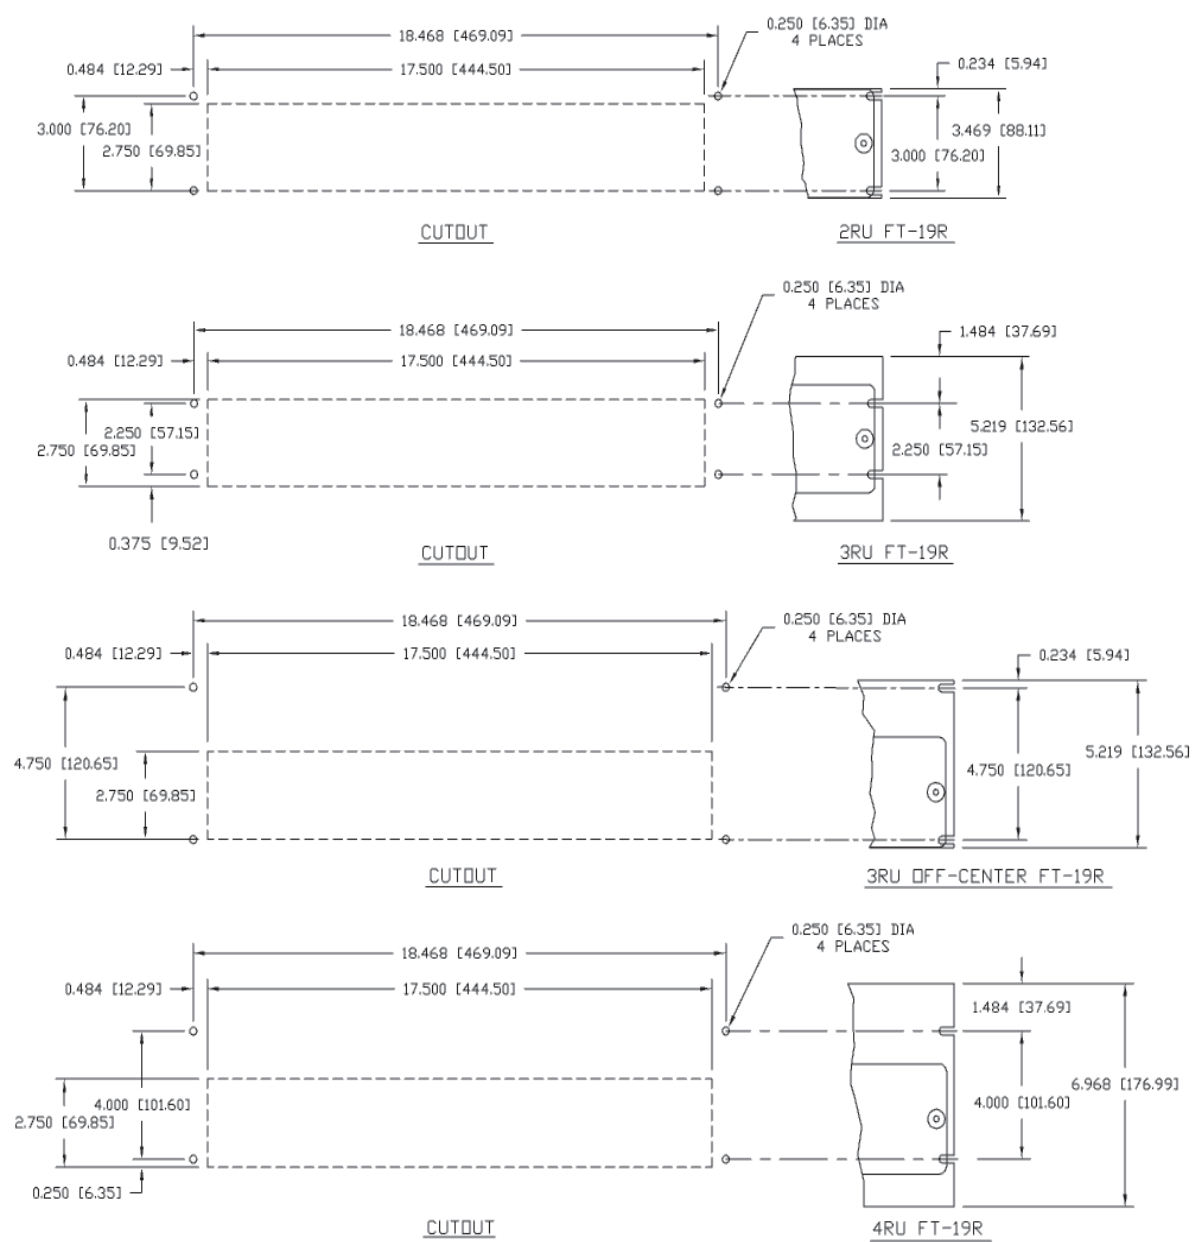 0.250 [6.35] DIA
4 PLACES
18.468 [469.09]
0.484 [12.29]
17.500 [444.50]
0.234 [5.94]
3.000 [76.20]
2.750 [69.85]
3.469 [88.11]
3.000 [76.20]
CUTOUT
2RU FT-19R
0.250 [6.35] DIA
4 PLACES
18.468 [469.09]
0.484 [12.29]
17.500 [444.50]
1.484 [37.69]
2.250 [57.15]
2.750 [69.85]
5.219 [132.56]
2.250 [57.15]
0.375 [9.52]
CUTOUT
3RU FT-19R
0.250 [6.35] DIA
4 PLACES
18.468 [469.09]
0.484 [12.29]
17.500 [444.50]
0.234 [5.94]
4.750 [120.65]
2.750 [69.85]
5.219 [132.56]
4.750 [120.65]
CUTOUT
3RU OFF-CENTER FT-19R
0.250 [6.35] DIA
4 PLACES
18.468 [469.09]
0.484 [12.29]
17.500 [444.50]
1.484 [37.69]
4.000 [101.60]
2.750 [69.85]
6.968 [176.99]
4.000 [101.60]
0.250 [6.35]
CUTOUT
4RU FT-19R